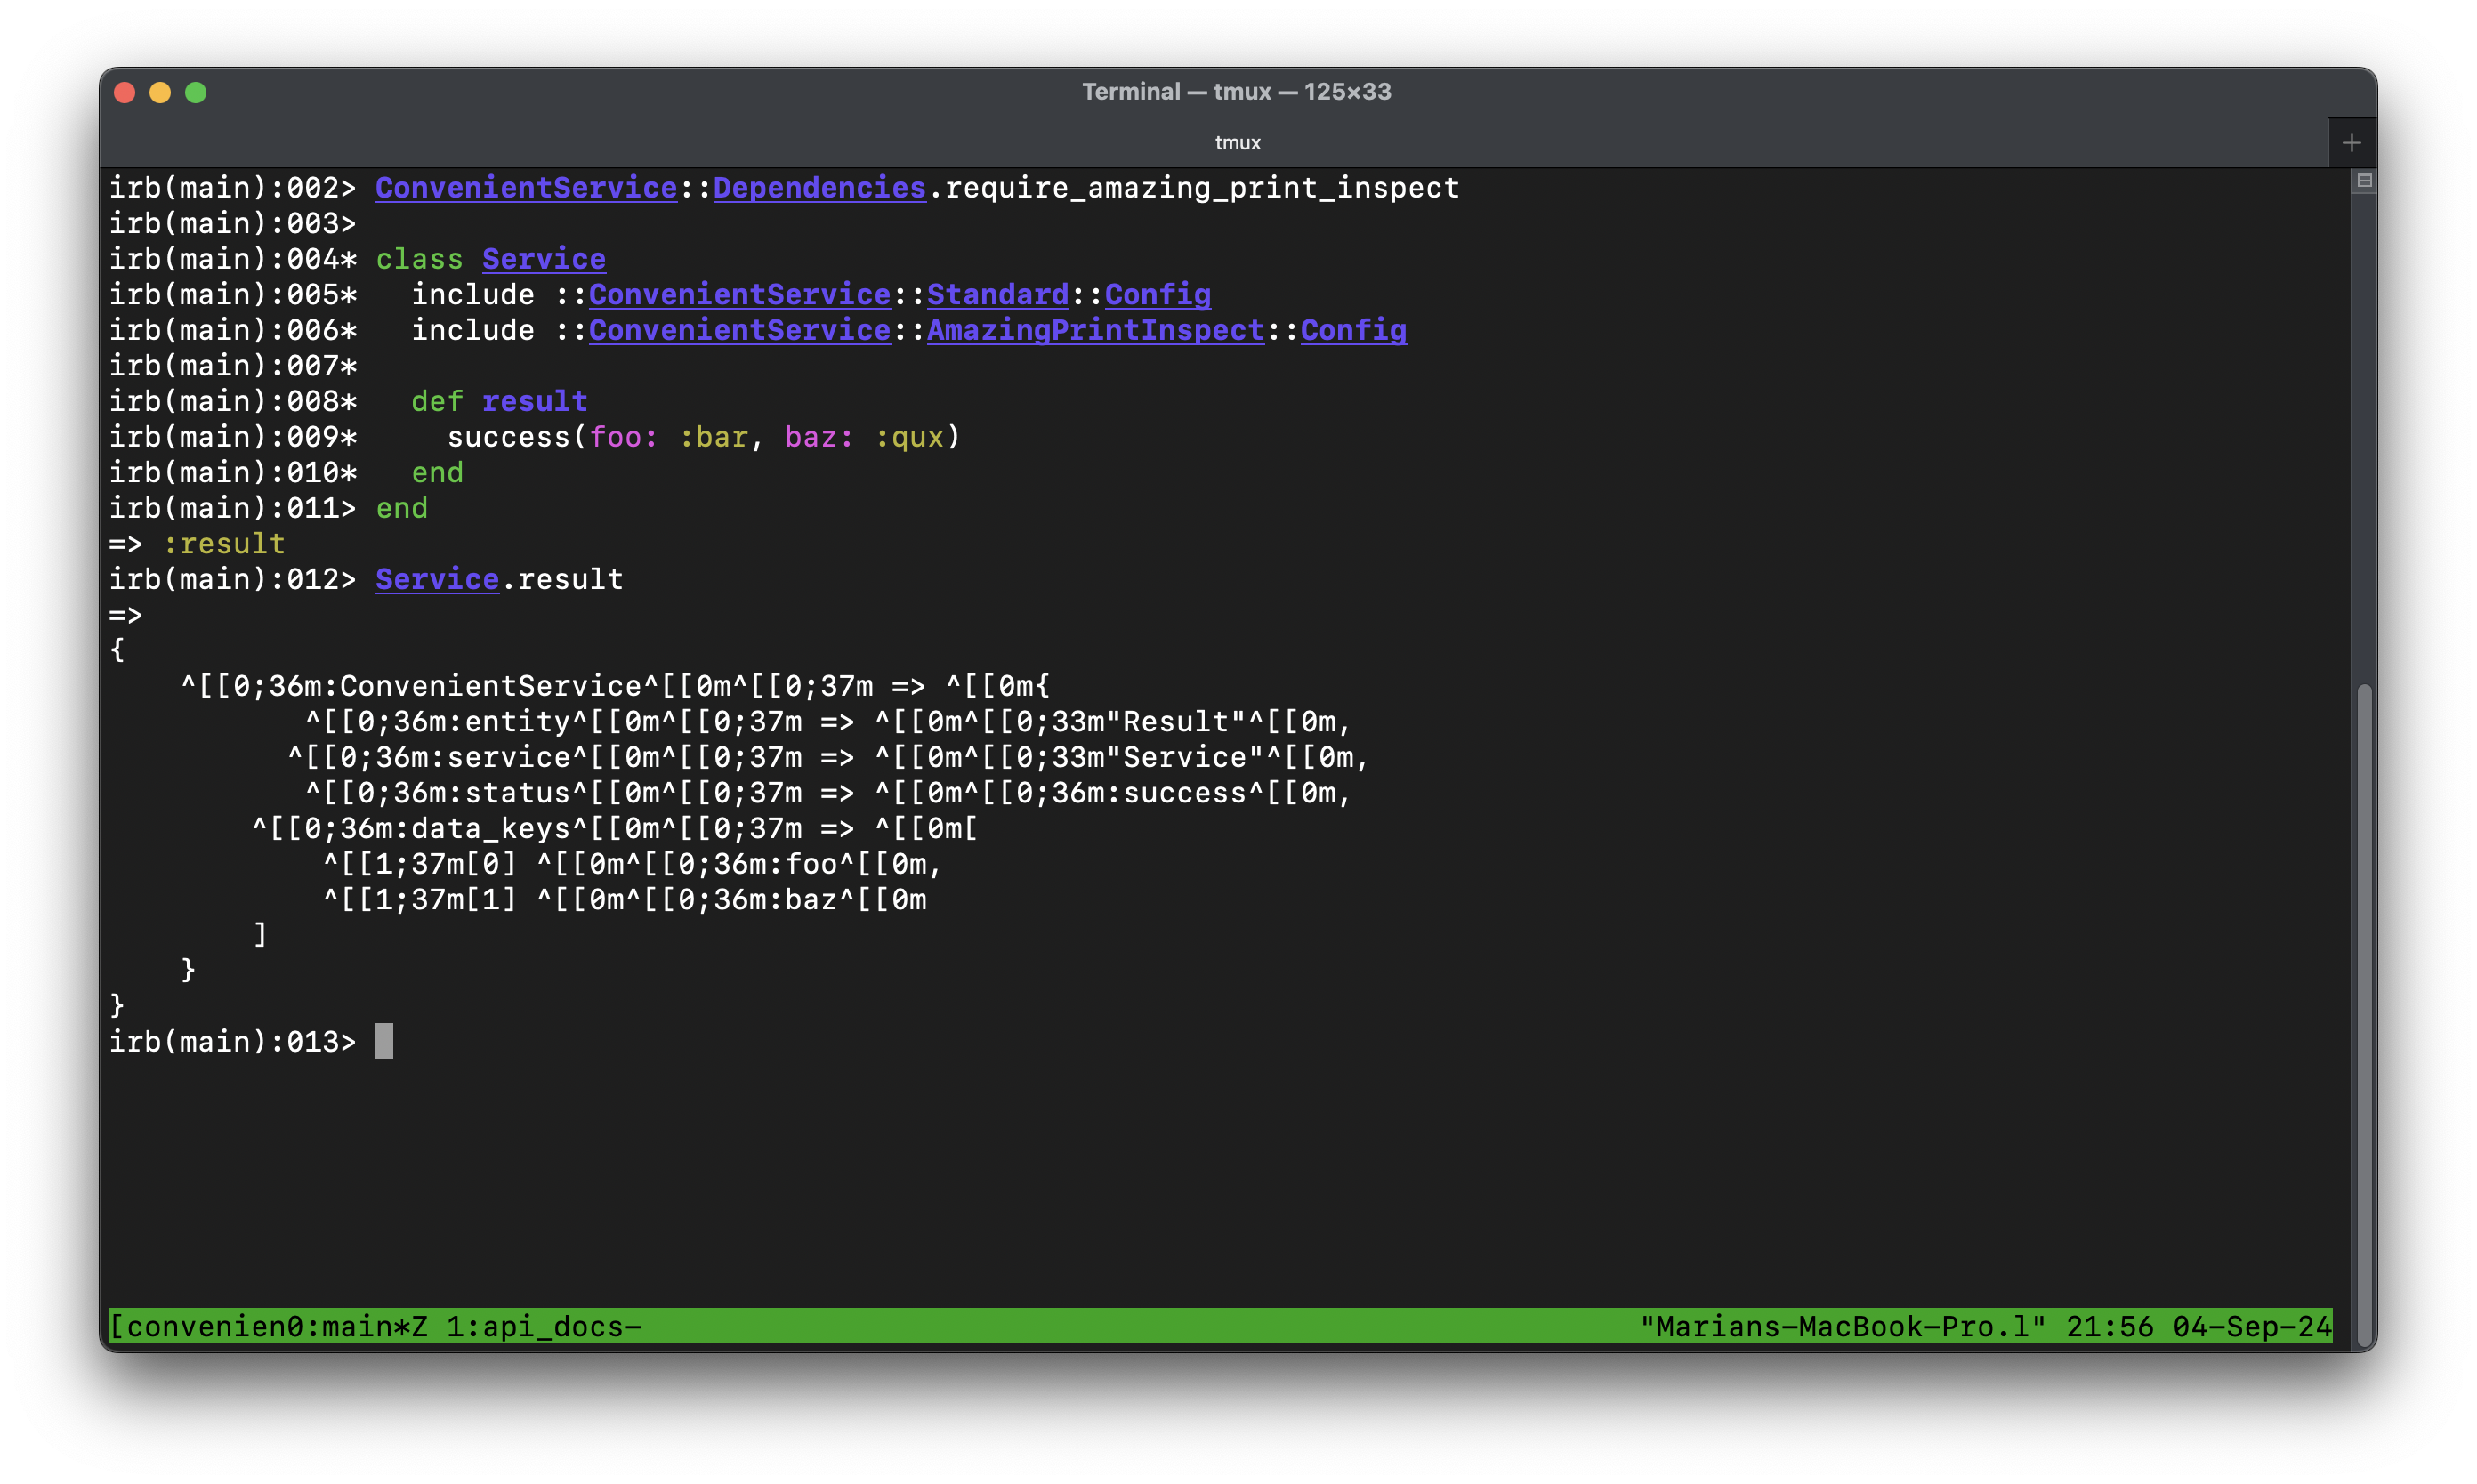 Terminal — tmux — 125×33
tmux
irb(main):002> ConvenientService::Dependencies.require_amazing_print_inspect
irb(main):003>
irb(main):004* class Service
irb(main):005*   include ::ConvenientService::Standard::Config
irb(main):006*   include ::ConvenientService::AmazingPrintInspect::Config
irb(main):007*
irb(main):008*   def result
irb(main):009*     success(foo: :bar, baz: :qux)
irb(main):010*   end
irb(main):011> end
=> :result
irb(main):012> Service.result
=>
{
    ^[[0;36m:ConvenientService^[[0m^[[0;37m => ^[[0m{
           ^[[0;36m:entity^[[0m^[[0;37m => ^[[0m^[[0;33m"Result"^[[0m,
          ^[[0;36m:service^[[0m^[[0;37m => ^[[0m^[[0;33m"Service"^[[0m,
           ^[[0;36m:status^[[0m^[[0;37m => ^[[0m^[[0;36m:success^[[0m,
        ^[[0;36m:data_keys^[[0m^[[0;37m => ^[[0m[
            ^[[1;37m[0] ^[[0m^[[0;36m:foo^[[0m,
            ^[[1;37m[1] ^[[0m^[[0;36m:baz^[[0m
        ]
    }
}
irb(main):013>
[convenien0:main*Z 1:api_docs- "Marians-MacBook-Pro.l" 21:56 04-Sep-24